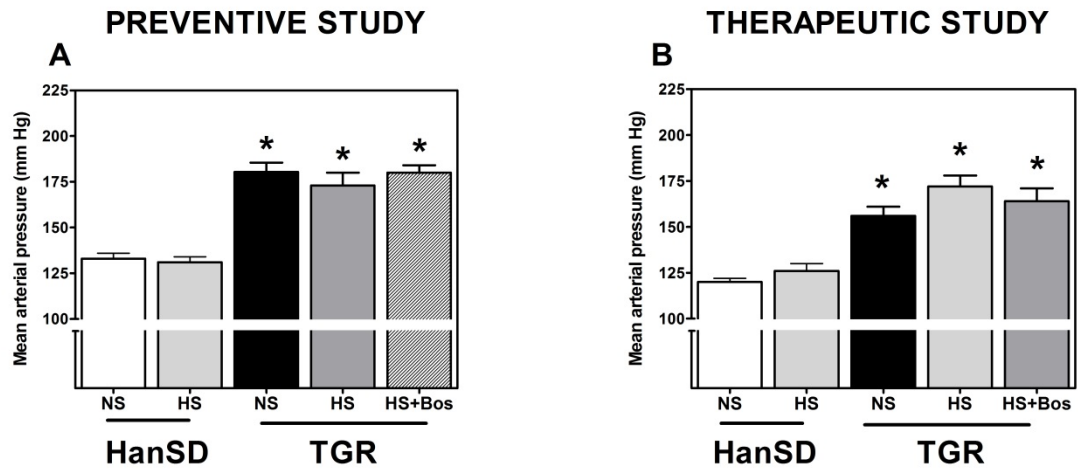 PREVENTIVE STUDY
A
Mean arterial pressure (mm Hg)
225
200
175
150
125
100
* * *
NS HS NS HS HS+Bos
HanSD TGR
THERAPEUTIC STUDY
B
Mean arterial pressure (mm Hg)
225
200
175
150
125
100
* * *
NS HS NS HS HS+Bos
HanSD TGR